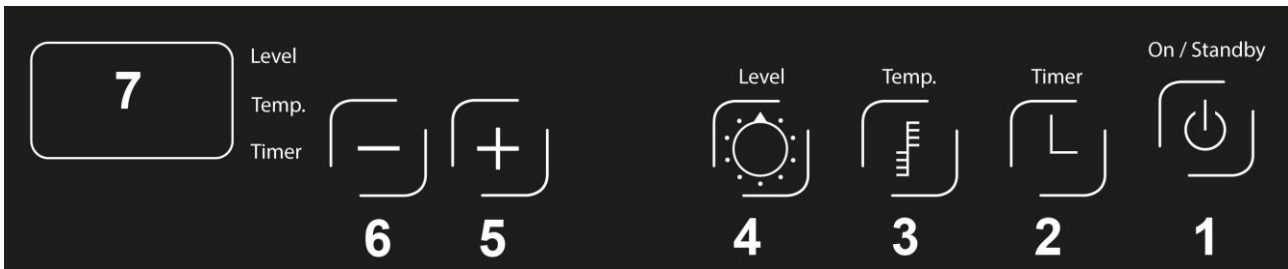 7
Level
Temp.
Timer
Level
Temp.
Timer
On / Standby
6
5
4
3
2
1